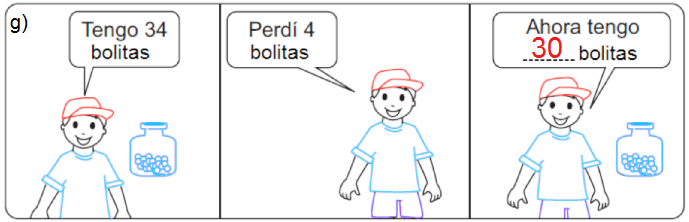 g)
Tengo 34
bolitas
Perdí 4
bolitas
Ahora tengo
30 bolitas